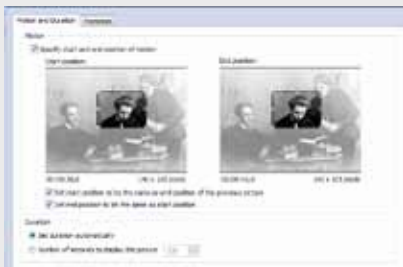 Motion and Duration
Motion
Specify start and end position of motion
Start position: End position:
Set start position to be the same as end position of the previous picture
Set end position to be the same as start position
Duration
Set duration automatically
Number of seconds to display the picture: